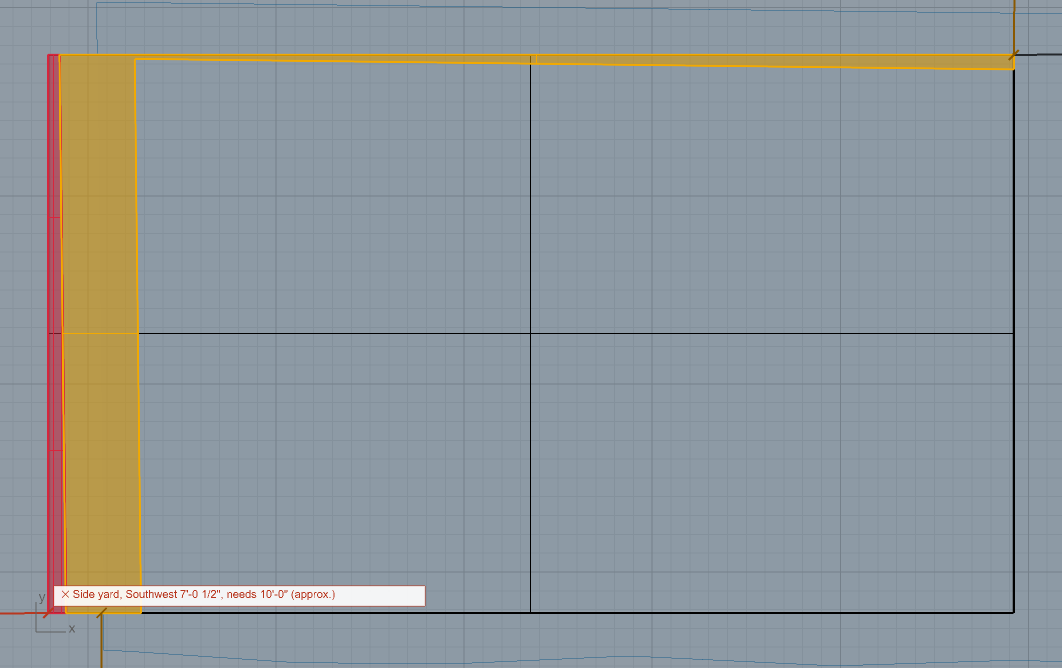 × Side yard, Southwest 7'-0 1/2", needs 10'-0" (approx.)
y
x